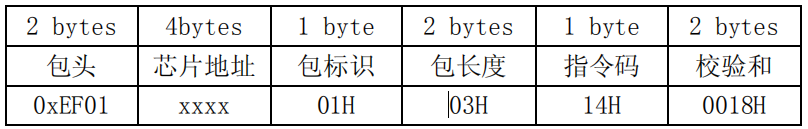 2 bytes 4bytes 1 byte 2 bytes 1 byte 2 bytes
包头 芯片地址 包标识 包长度 指令码 校验和
0xEF01 xxxx 01H 03H 14H 0018H